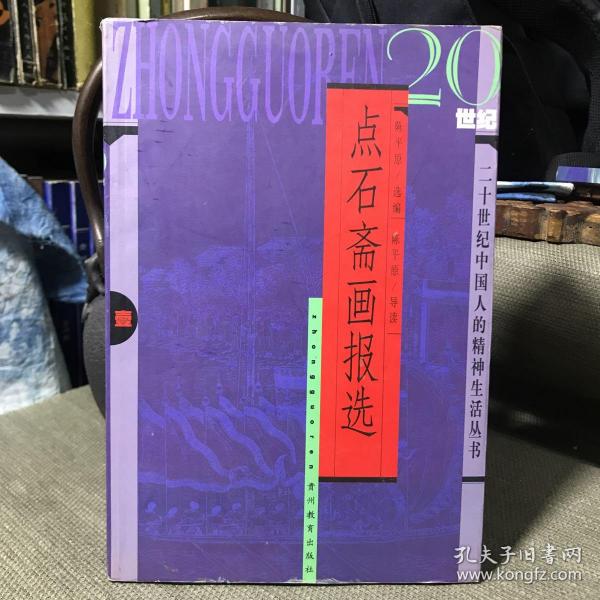 ZHONGGUOREN
20
世纪
点石斋画报选
陈平原 选编
陈平原/导读
二十世纪中国人的精神生活丛书
壹
zhongguoren
贵州教育出版社
孔夫子旧书网
www.kongfz.com